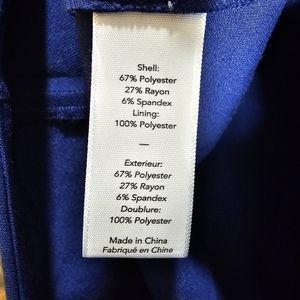 Shell:
67% Polyester
27% Rayon
6% Spandex
Lining:
100% Polyester
—
Exterieur:
67% Polyester
27% Rayon
6% Spandex
Doublure:
100% Polyester
Made in China
Fabriqué en Chine